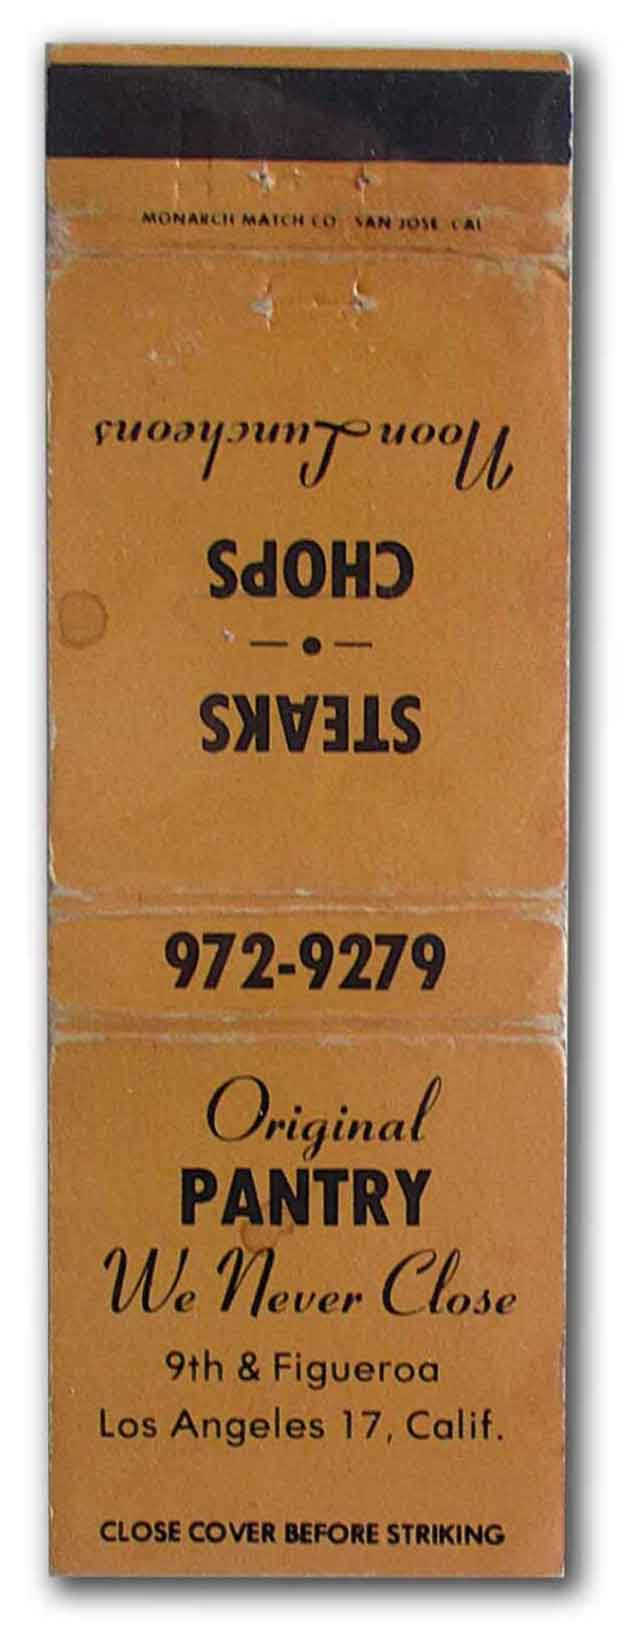 MONARCH MATCH CO. SAN JOSE CAL
STEAKS
CHOPS
Noon Luncheons
972-9279
Original
PANTRY
We Never Close
9th & Figueroa
Los Angeles 17, Calif.
CLOSE COVER BEFORE STRIKING